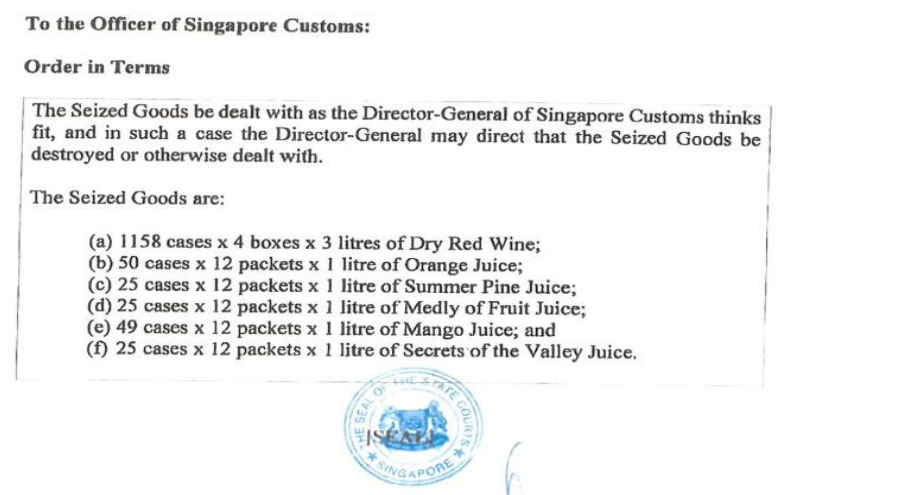 To the Officer of Singapore Customs:
Order in Terms
The Seized Goods be dealt with as the Director-General of Singapore Customs thinks
fit, and in such a case the Director-General may direct that the Seized Goods be
destroyed or otherwise dealt with.
The Seized Goods are:
(a) 1158 cases x 4 boxes x 3 litres of Dry Red Wine;
(b) 50 cases x 12 packets x 1 litre of Orange Juice;
(c) 25 cases x 12 packets x 1 litre of Summer Pine Juice;
(d) 25 cases x 12 packets x 1 litre of Medly of Fruit Juice;
(e) 49 cases x 12 packets x 1 litre of Mango Juice; and
(f) 25 cases x 12 packets x 1 litre of Secrets of the Valley Juice.
THE SEAL OF THE STATE COURTS
[SEAL]
SINGAPORE